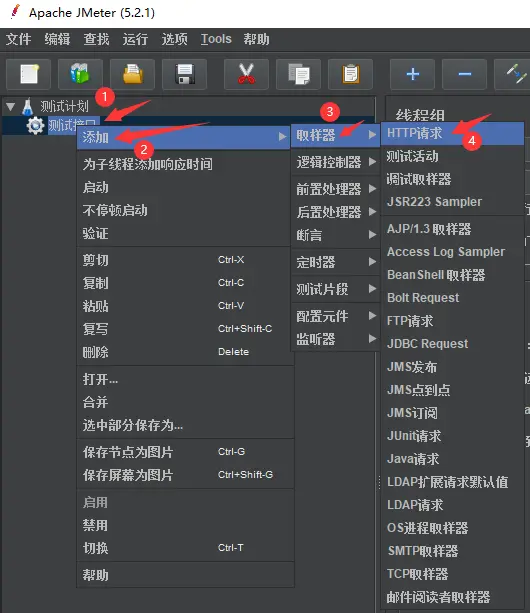 Apache JMeter (5.2.1)
文件 编辑 查找 运行 选项 Tools 帮助
测试计划
线程组
1
测试接口
添加
2
为子线程添加响应时间
启动
不停顿启动
验证
剪切 Ctrl-X
复制 Ctrl-C
粘贴 Ctrl-V
复写 Ctrl+Shift-C
删除 Delete
打开...
合并
选中部分保存为...
保存节点为图片 Ctrl-G
保存屏幕为图片 Ctrl+Shift-G
启用
禁用
切换 Ctrl-T
帮助
3
取样器
逻辑控制器
前置处理器
后置处理器
断言
定时器
测试片段
配置元件
监听器
HTTP请求
4
测试活动
调试取样器
JSR223 Sampler
AJP/1.3 取样器
Access Log Sampler
BeanShell 取样器
Bolt Request
FTP请求
JDBC Request
JMS发布
JMS点到点
JMS订阅
JUnit请求
Java请求
LDAP扩展请求默认值
LDAP请求
OS进程取样器
SMTP取样器
TCP取样器
邮件阅读者取样器